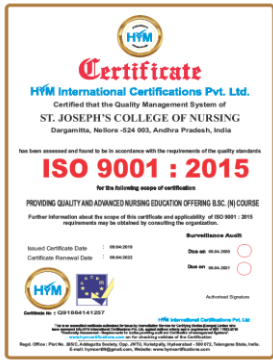 HYM
Certificate
HYM International Certifications Pvt. Ltd.
Certified that the Quality Management System of
ST. JOSEPH'S COLLEGE OF NURSING
Dargamitta, Nellore -524 003, Andhra Pradesh, India
has been assessed and found to be in accordance with the requirements of the quality standards
ISO 9001 : 2015
for the following scope of certification
PROVIDING QUALITY AND ADVANCED NURSING EDUCATION OFFERING B.SC. (N) COURSE
Further information about the scope of this certificate and applicability of ISO 9001 : 2015
requirements may be obtained by consulting the organization.
Surveillance Audit
Issued Certificate Date : 09:04:2019
Due on 09.04.2020
Certificate Renewal Date : 09:04:2022
Due on 09.04.2021
HYM
Authorised Signature
Certificate No : Q91864141257
HYM International Certifications Pvt. Ltd.